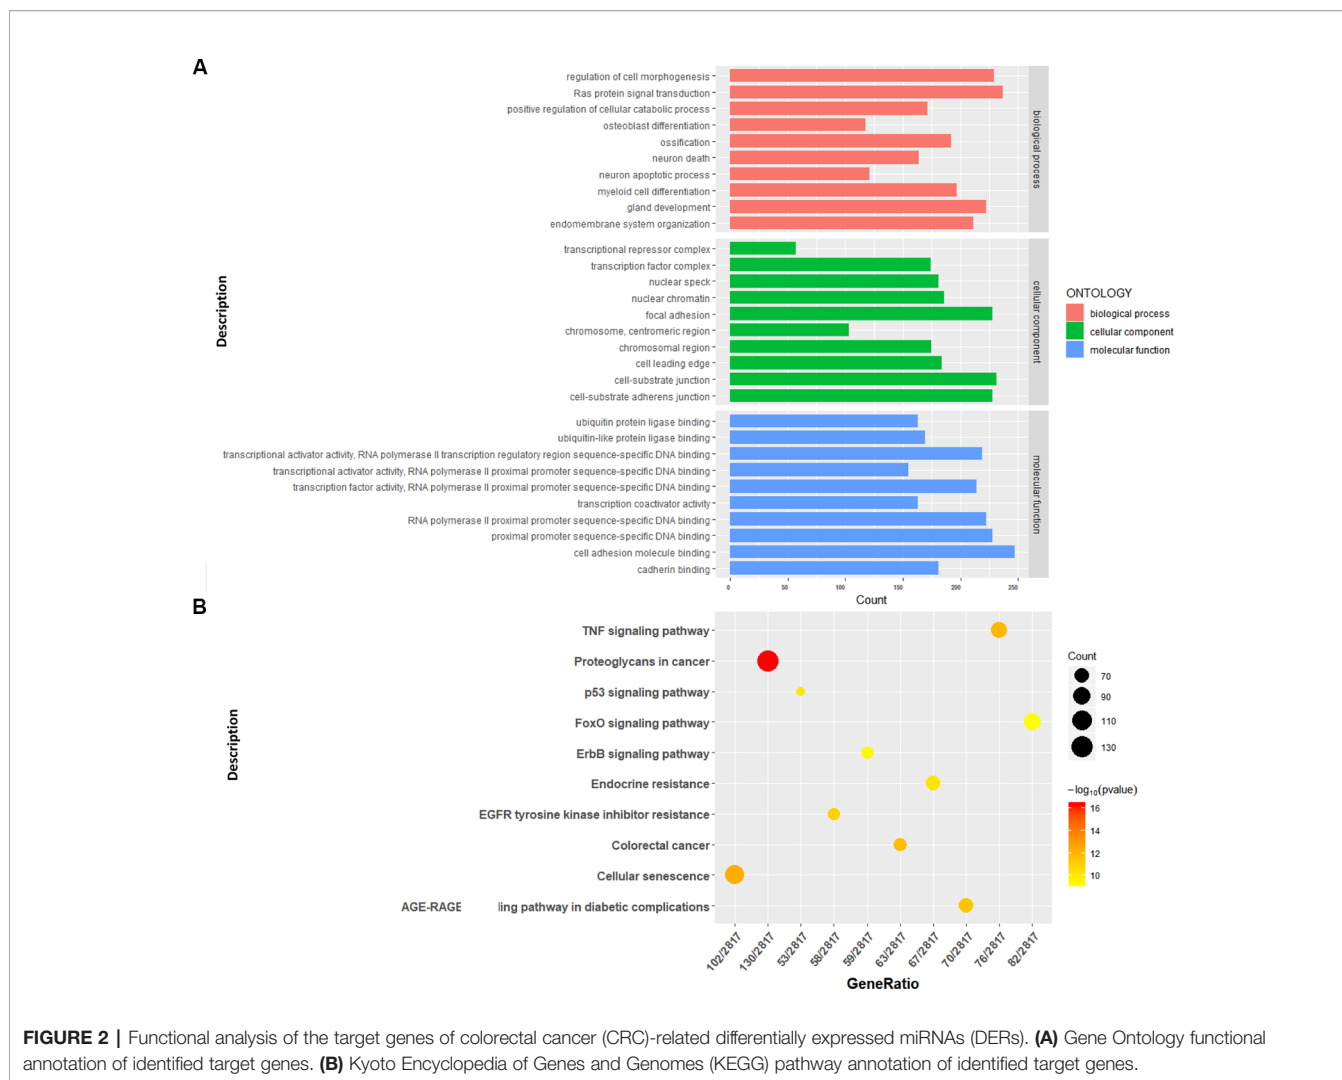 A
regulation of cell morphogenesis
Ras protein signal transduction
positive regulation of cellular catabolic process
osteoblast differentiation
ossification
neuron death
neuron apoptotic process
myeloid cell differentiation
gland development
endomembrane system organization
biological process
transcriptional repressor complex
transcription factor complex
nuclear speck
nuclear chromatin
focal adhesion
chromosome, centromeric region
chromosomal region
cell leading edge
cell-substrate junction
cell-substrate adherens junction
cellular component
ubiquitin protein ligase binding
ubiquitin-like protein ligase binding
transcriptional activator activity, RNA polymerase II transcription regulatory region sequence-specific DNA binding
transcriptional activator activity, RNA polymerase II proximal promoter sequence-specific DNA binding
transcription factor activity, RNA polymerase II proximal promoter sequence-specific DNA binding
transcription coactivator activity
RNA polymerase II proximal promoter sequence-specific DNA binding
proximal promoter sequence-specific DNA binding
cell adhesion molecule binding
cadherin binding
molecular function
Description
0 50 100 150 200 250
Count
ONTOLOGY
biological process
cellular component
molecular function
B
TNF signaling pathway
Proteoglycans in cancer
p53 signaling pathway
FoxO signaling pathway
ErbB signaling pathway
Endocrine resistance
EGFR tyrosine kinase inhibitor resistance
Colorectal cancer
Cellular senescence
AGE-RAGE ling pathway in diabetic complications
Description
102/2817 130/2817 53/2817 58/2817 59/2817 63/2817 67/2817 70/2817 76/2817 82/2817
GeneRatio
Count
70
90
110
130
−log10(pvalue)
16
14
12
10
FIGURE 2 | Functional analysis of the target genes of colorectal cancer (CRC)-related differentially expressed miRNAs (DERs). (A) Gene Ontology functional
annotation of identified target genes. (B) Kyoto Encyclopedia of Genes and Genomes (KEGG) pathway annotation of identified target genes.